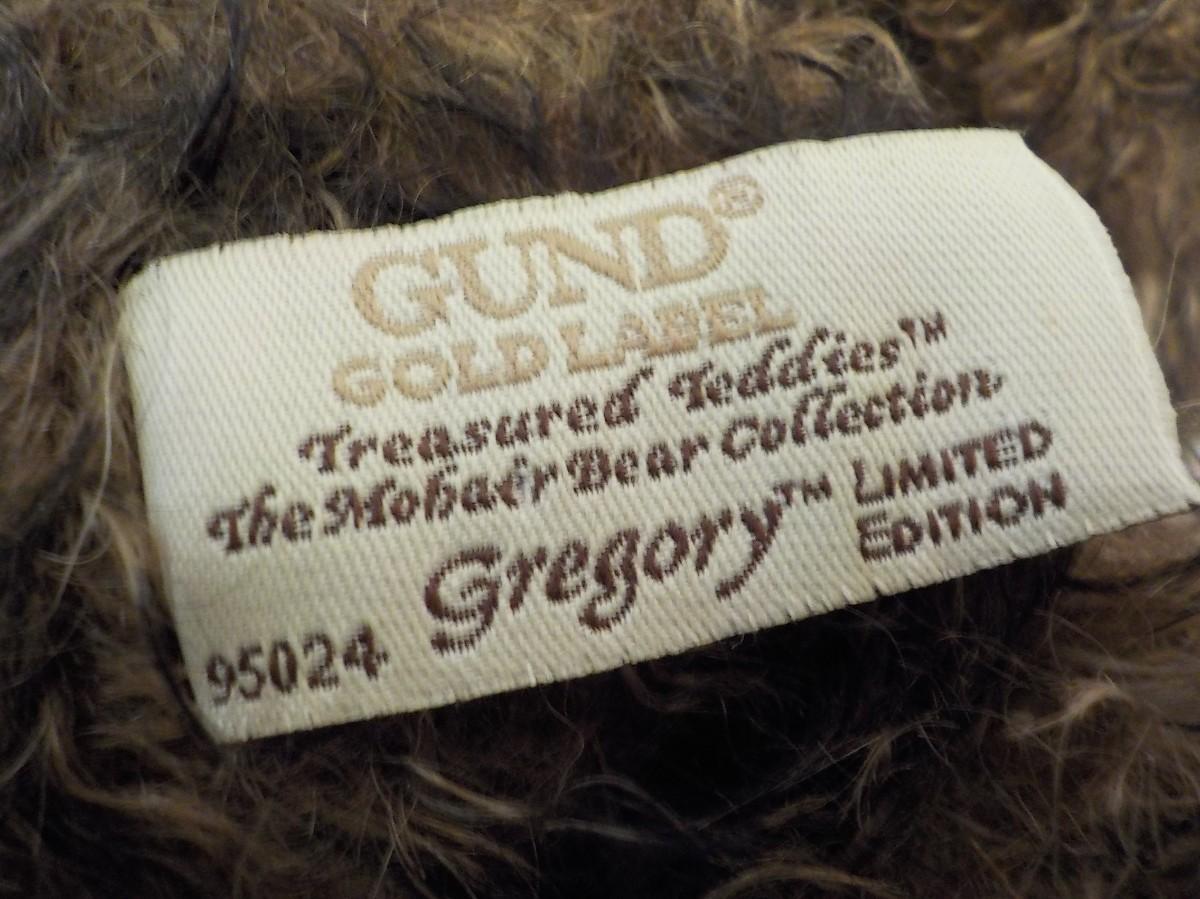 GUND®
GOLD LABEL
Treasured Teddies™
The Mohair Bear Collection
Gregory™ LIMITED EDITION
95024